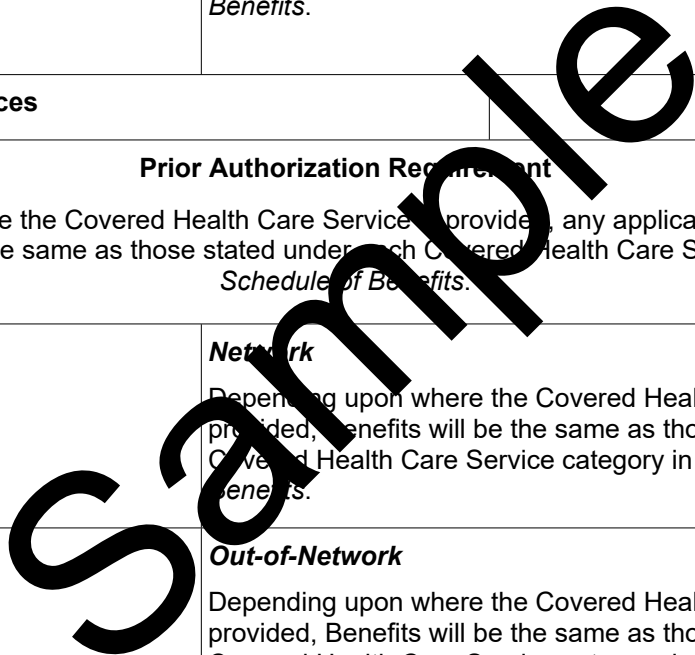 Benefits.
ces
Prior Authorization Requirement
e the Covered Health Care Service is provided, any applica
e same as those stated under each Covered Health Care S
Schedule of Benefits.
Network
Depending upon where the Covered Heal
provided, Benefits will be the same as tho
Covered Health Care Service category in
Benefits.
Out-of-Network
Depending upon where the Covered Heal
provided, Benefits will be the same as tho
Sample